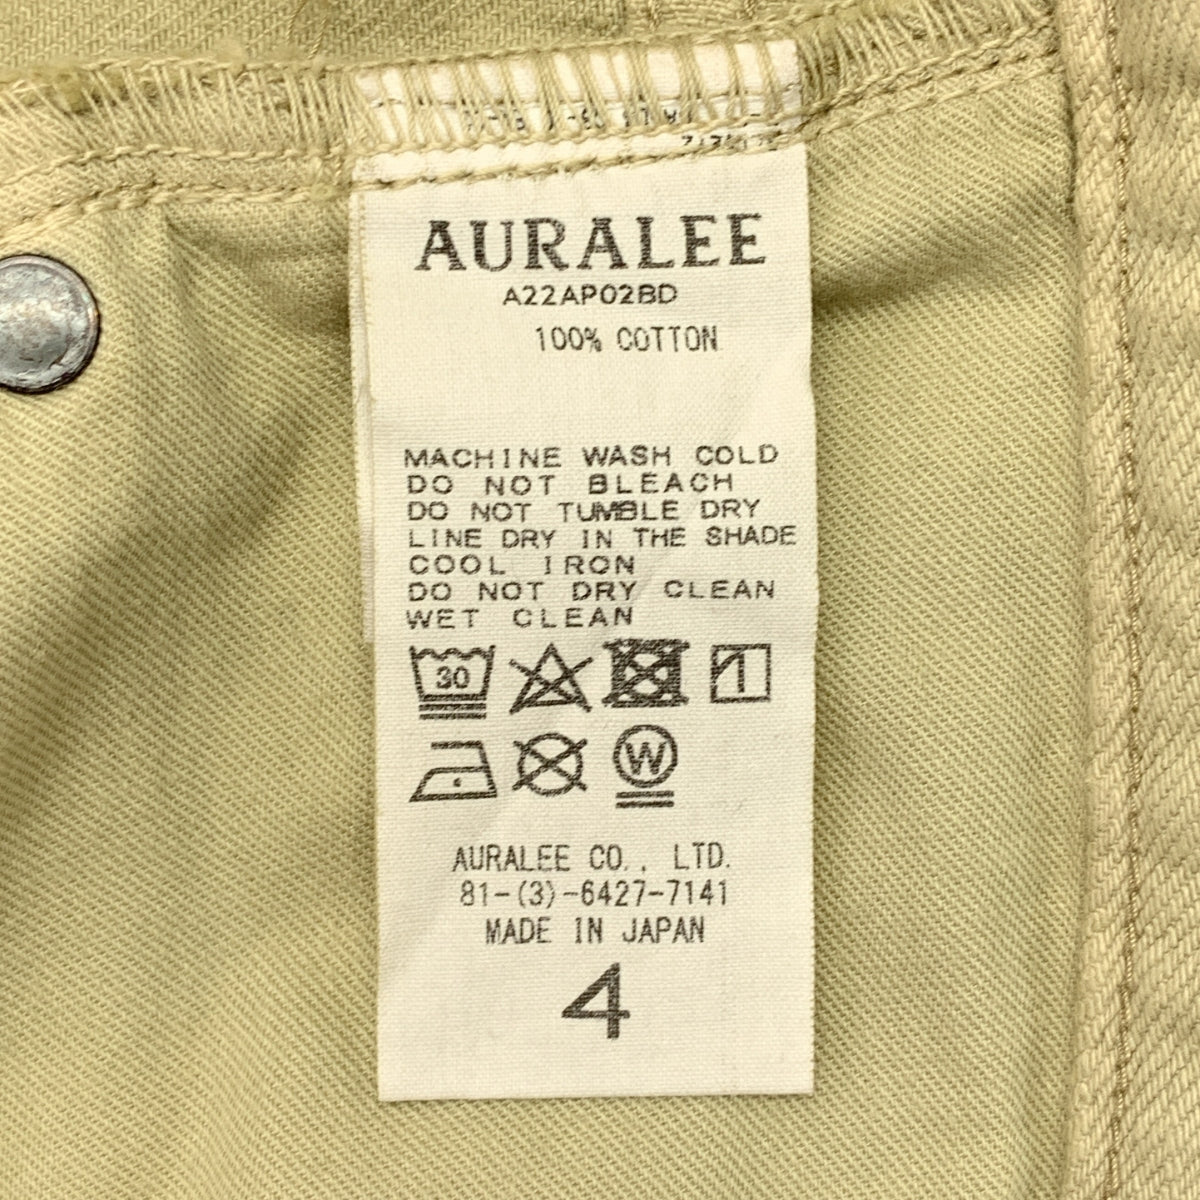 AURALEE
A22AP02BD
100% COTTON
MACHINE WASH COLD
DO NOT BLEACH
DO NOT TUMBLE DRY
LINE DRY IN THE SHADE
COOL IRON
DO NOT DRY CLEAN
WET CLEAN
30
W
AURALEE CO., LTD.
81-(3)-6427-7141
MADE IN JAPAN
4